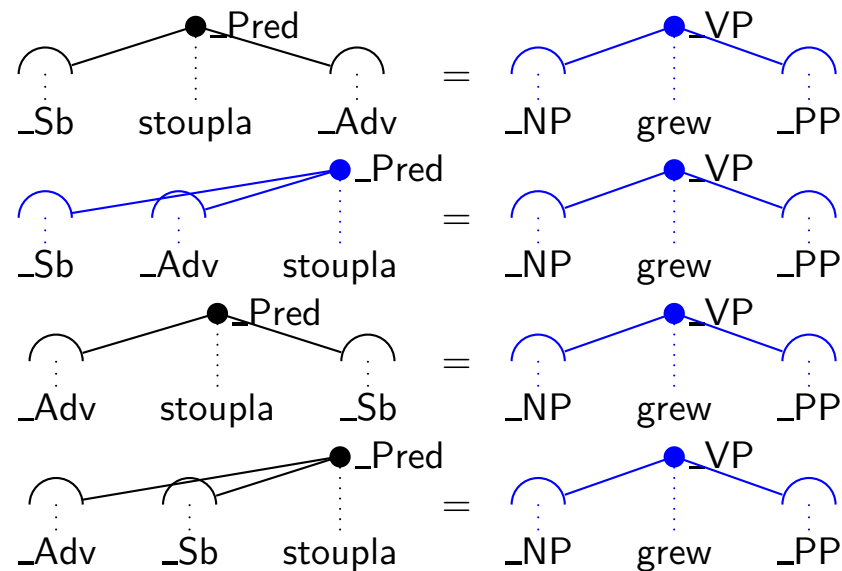 _Pred _VP
=
_Sb stoupla _Adv _NP grew _PP
_Pred _VP
=
_Sb _Adv stoupla _NP grew _PP
_Pred _VP
=
_Adv stoupla _Sb _NP grew _PP
_Pred _VP
=
_Adv _Sb stoupla _NP grew _PP